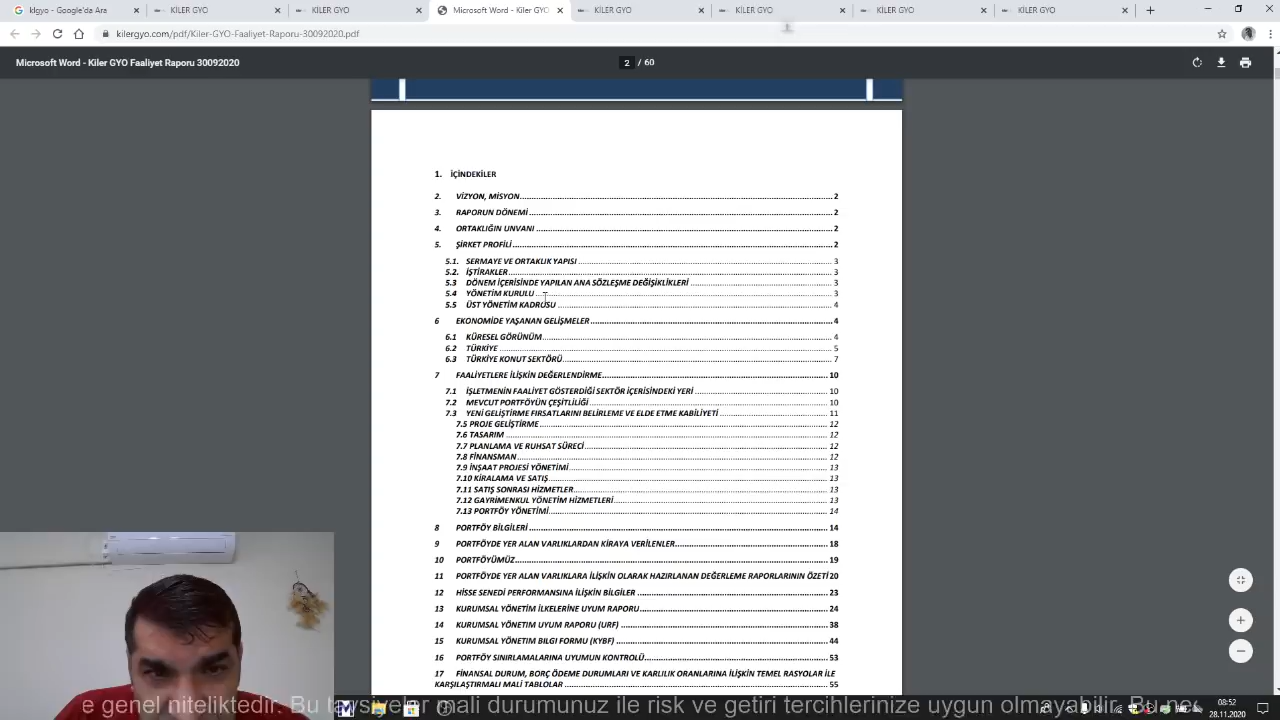 klgyo - Google'da Ara
KİLER GYO
KİLER GYO
Microsoft Word - Kiler GYO
KİLER GYO
KİLER GYO
KİLER GYO
KİLER GYO
kilergyo.com/pdf/Kiler-GYO-Faaliyet-Raporu-30092020.pdf
Microsoft Word - Kiler GYO Faaliyet Raporu 30092020
2 / 60
1. İÇİNDEKİLER
2. VİZYON, MİSYON 2
3. RAPORUN DÖNEMİ 2
4. ORTAKLIĞIN UNVANI 2
5. ŞİRKET PROFİLİ 2
5.1. SERMAYE VE ORTAKLIK YAPISI 3
5.2. İŞTİRAKLER 3
5.3 DÖNEM İÇERİSİNDE YAPILAN ANA SÖZLEŞME DEĞİŞİKLİKLERİ 3
5.4 YÖNETİM KURULU 3
5.5 ÜST YÖNETİM KADROSU 4
6 EKONOMİDE YAŞANAN GELİŞMELER 4
6.1 KÜRESEL GÖRÜNÜM 4
6.2 TÜRKİYE 5
6.3 TÜRKİYE KONUT SEKTÖRÜ 7
7 FAALİYETLERE İLİŞKİN DEĞERLENDİRME 10
7.1 İŞLETMENİN FAALİYET GÖSTERDİĞİ SEKTÖR İÇERİSİNDEKİ YERİ 10
7.2 MEVCUT PORTFÖYÜN ÇEŞİTLİLİĞİ 10
7.3 YENİ GELİŞTİRME FIRSATLARINI BELİRLEME VE ELDE ETME KABİLİYETİ 11
7.5 PROJE GELİŞTİRME 12
7.6 TASARIM 12
7.7 PLANLAMA VE RUHSAT SÜRECİ 12
7.8 FİNANSMAN 12
7.9 İNŞAAT PROJESİ YÖNETİMİ 13
7.10 KİRALAMA VE SATIŞ 13
7.11 SATIŞ SONRASI HİZMETLER 13
7.12 GAYRİMENKUL YÖNETİM HİZMETLERİ 13
7.13 PORTFÖY YÖNETİMİ 14
8 PORTFÖY BİLGİLERİ 14
9 PORTFÖYDE YER ALAN VARLIKLARDAN KİRAYA VERİLENLER 18
10 PORTFÖYÜMÜZ 19
11 PORTFÖYDE YER ALAN VARLIKLARA İLİŞKİN OLARAK HAZIRLANAN DEĞERLEME RAPORLARININ ÖZETİ 20
12 HİSSE SENEDİ PERFORMANSINA İLİŞKİN BİLGİLER 23
13 KURUMSAL YÖNETİM İLKELERİNE UYUM RAPORU 24
14 KURUMSAL YÖNETİM UYUM RAPORU (URF) 38
15 KURUMSAL YÖNETİM BILGI FORMU (KYBF) 44
16 PORTFÖY SINIRLAMALARINA UYUMUN KONTROLÜ 53
17 FİNANSAL DURUM, BORÇ ÖDEME DURUMLARI VE KARLILIK ORANLARINA İLİŞKİN TEMEL RASYOLAR İLE
KARŞILAŞTIRMALI MALİ TABLOLAR 55
e genel niteliktedir. Bu tavsiyeler mali durumunuz ile risk ve getiri tercihlerinize uygun olmayabilir. B
08:52
28.11.2020